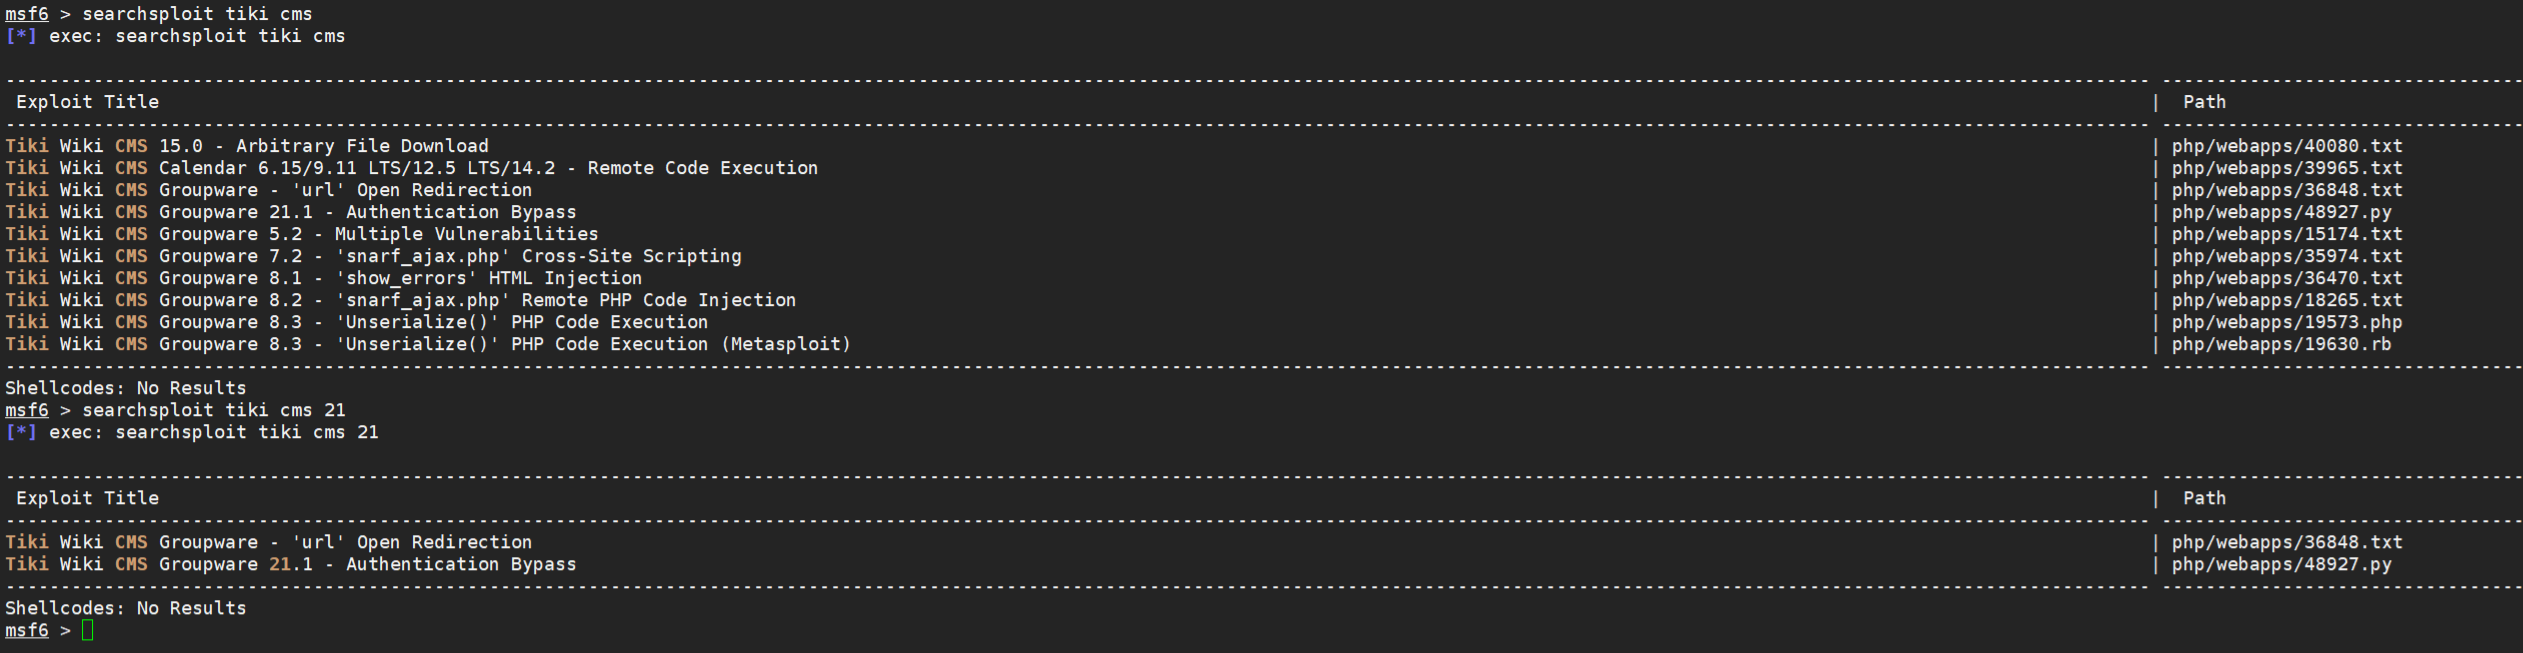 msf6 > searchsploit tiki cms
[*] exec: searchsploit tiki cms
Exploit Title | Path
Tiki Wiki CMS 15.0 - Arbitrary File Download | php/webapps/40080.txt
Tiki Wiki CMS Calendar 6.15/9.11 LTS/12.5 LTS/14.2 - Remote Code Execution | php/webapps/39965.txt
Tiki Wiki CMS Groupware - 'url' Open Redirection | php/webapps/36848.txt
Tiki Wiki CMS Groupware 21.1 - Authentication Bypass | php/webapps/48927.py
Tiki Wiki CMS Groupware 5.2 - Multiple Vulnerabilities | php/webapps/15174.txt
Tiki Wiki CMS Groupware 7.2 - 'snarf_ajax.php' Cross-Site Scripting | php/webapps/35974.txt
Tiki Wiki CMS Groupware 8.1 - 'show_errors' HTML Injection | php/webapps/36470.txt
Tiki Wiki CMS Groupware 8.2 - 'snarf_ajax.php' Remote PHP Code Injection | php/webapps/18265.txt
Tiki Wiki CMS Groupware 8.3 - 'Unserialize()' PHP Code Execution | php/webapps/19573.php
Tiki Wiki CMS Groupware 8.3 - 'Unserialize()' PHP Code Execution (Metasploit) | php/webapps/19630.rb
Shellcodes: No Results
msf6 > searchsploit tiki cms 21
[*] exec: searchsploit tiki cms 21
Exploit Title | Path
Tiki Wiki CMS Groupware - 'url' Open Redirection | php/webapps/36848.txt
Tiki Wiki CMS Groupware 21.1 - Authentication Bypass | php/webapps/48927.py
Shellcodes: No Results
msf6 >